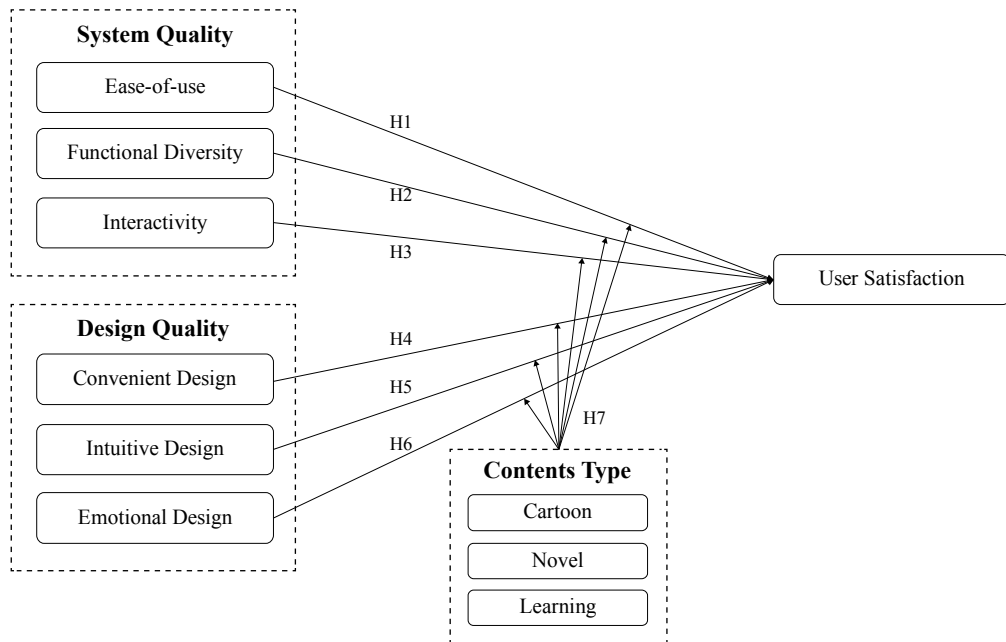 System Quality
Ease-of-use
Functional Diversity
Interactivity
H1
H2
H3
User Satisfaction
Design Quality
Convenient Design
Intuitive Design
Emotional Design
H4
H5
H6
H7
Contents Type
Cartoon
Novel
Learning